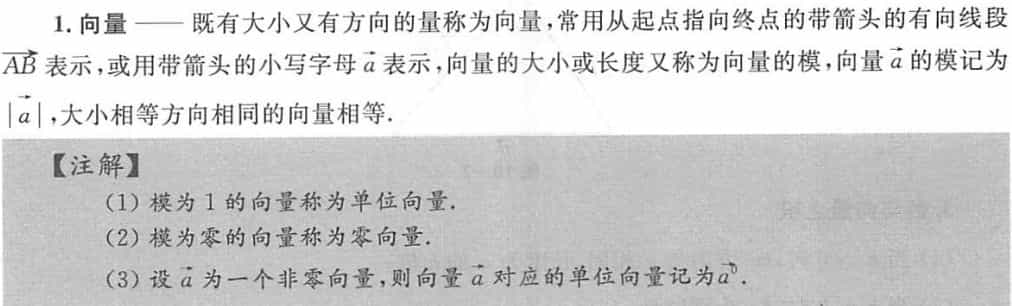 1. 向量 —— 既有大小又有方向的量称为向量,常用从起点指向终点的带箭头的有向线段
$\overrightarrow{AB}$ 表示,或用带箭头的小写字母 $\vec{a}$ 表示,向量的大小或长度又称为向量的模,向量 $\vec{a}$ 的模记为
$|\vec{a}|$,大小相等方向相同的向量相等.
【注解】
(1) 模为 1 的向量称为单位向量.
(2) 模为零的向量称为零向量.
(3) 设 $\vec{a}$ 为一个非零向量,则向量 $\vec{a}$ 对应的单位向量记为 $\vec{a^0}$.